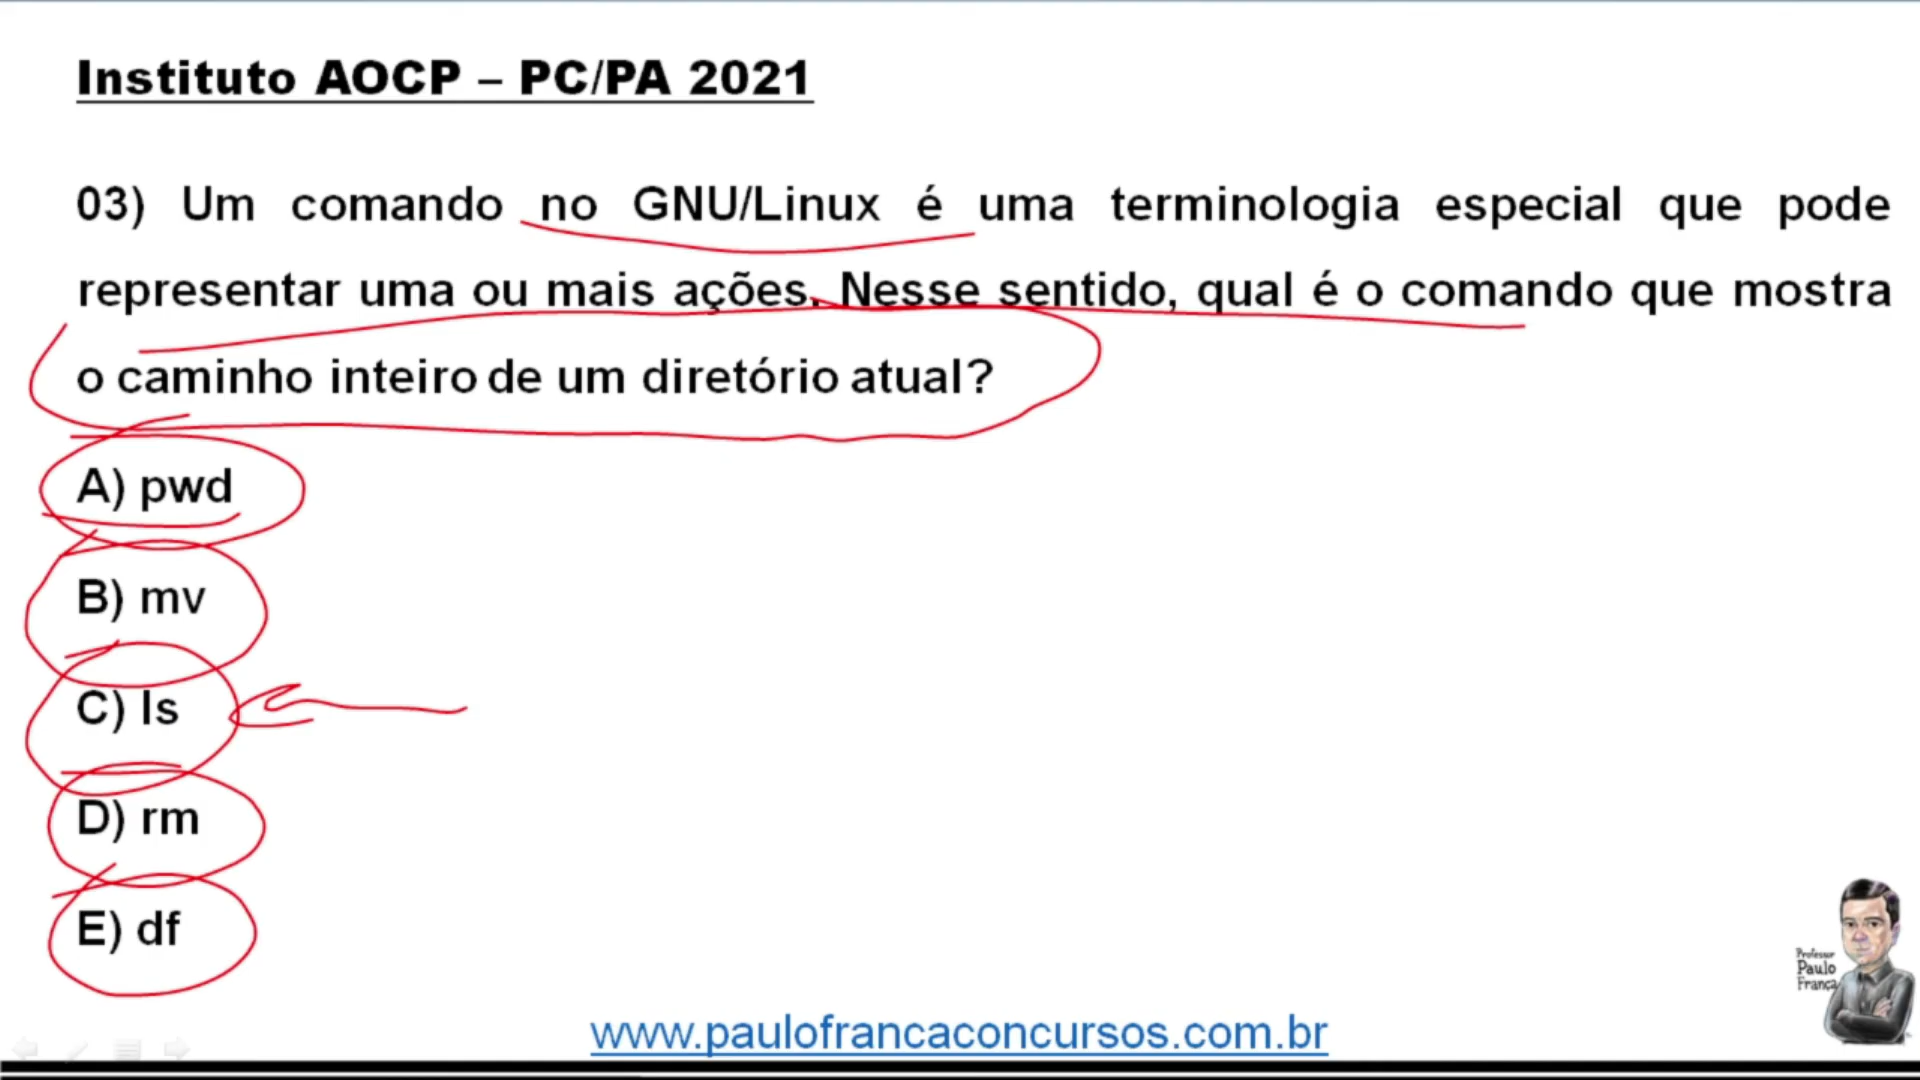 Instituto AOCP – PC/PA 2021
03) Um comando no GNU/Linux é uma terminologia especial que pode
representar uma ou mais ações. Nesse sentido, qual é o comando que mostra
o caminho inteiro de um diretório atual?
A) pwd
B) mv
C) ls
D) rm
E) df
Professor
Paulo
França
www.paulofrancaconcursos.com.br